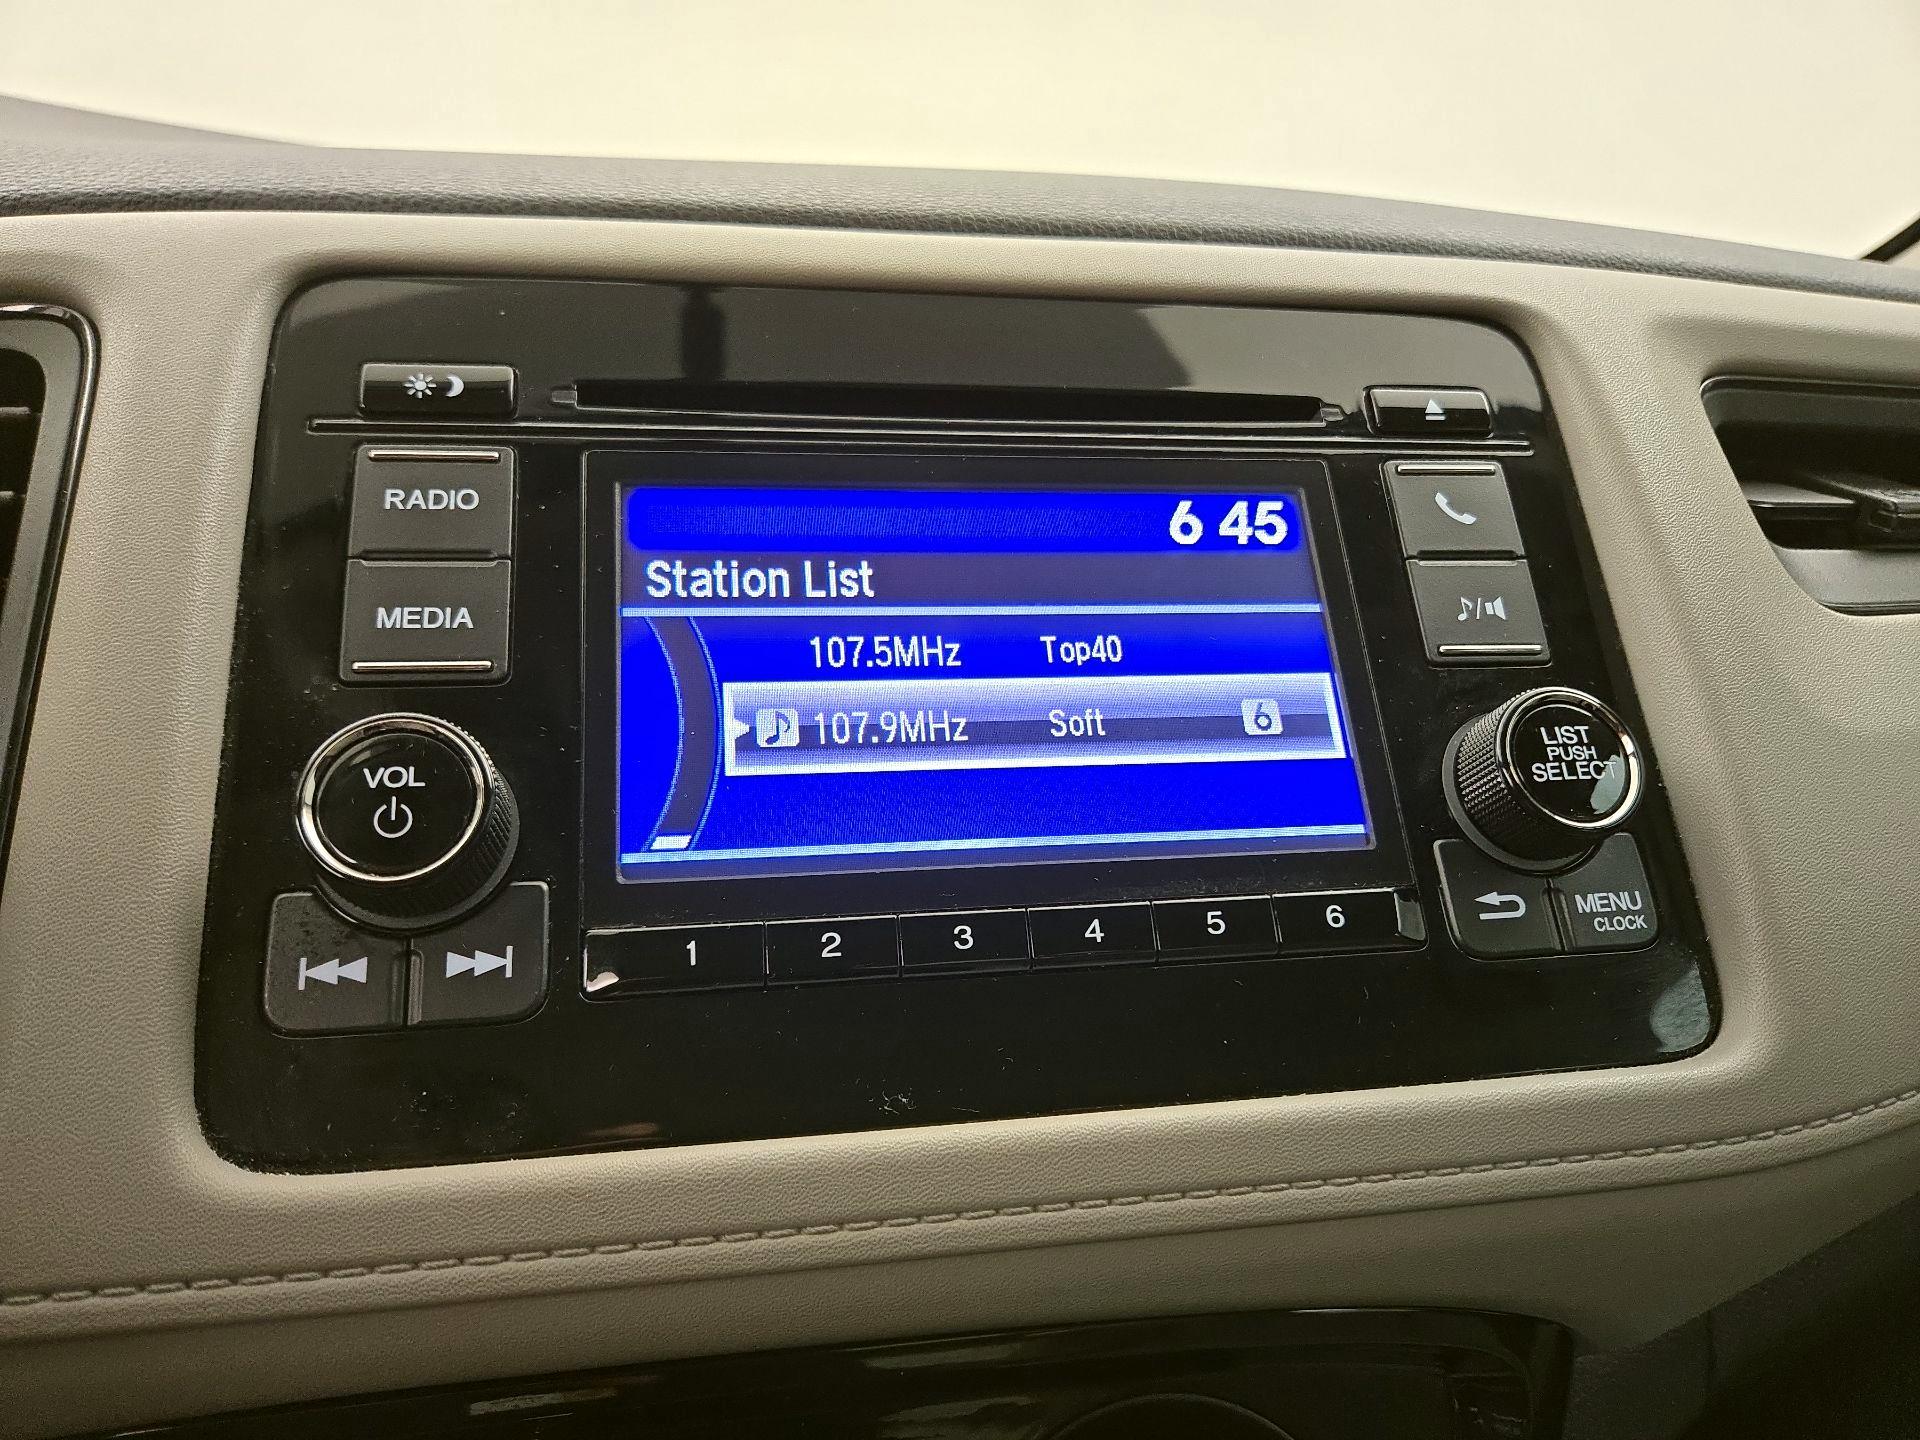 RADIO
MEDIA
VOL
6 45
Station List
107.5MHz Top40
107.9MHz Soft 6
LIST
PUSH
SELECT
MENU
CLOCK
1 2 3 4 5 6